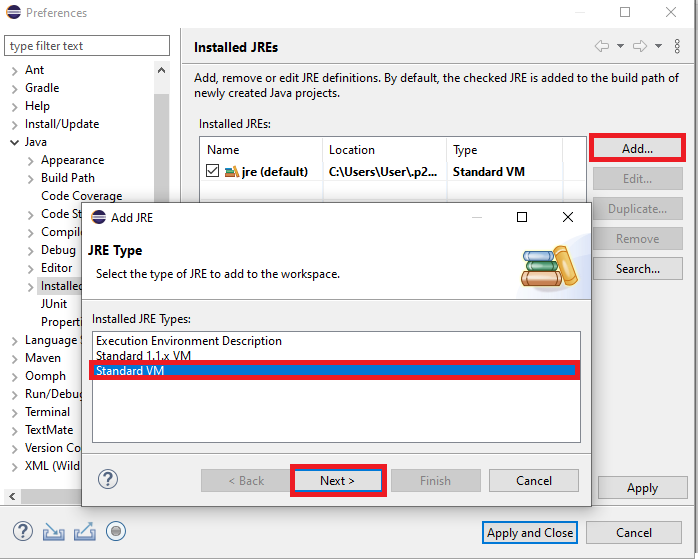 Preferences
type filter text
Ant
Gradle
Help
Install/Update
Java
Appearance
Build Path
Code Coverage
Code St
Compile
Debug
Editor
Installed
JUnit
Properti
Language S
Maven
Oomph
Run/Debug
Terminal
TextMate
Version Co
XML (Wild
Installed JREs
Add, remove or edit JRE definitions. By default, the checked JRE is added to the build path of
newly created Java projects.
Installed JREs:
Name Location Type
jre (default) C:\Users\User\.p2... Standard VM
Add...
Edit...
Duplicate...
Remove
Search...
Add JRE
JRE Type
Select the type of JRE to add to the workspace.
Installed JRE Types:
Execution Environment Description
Standard 1.1.x VM
Standard VM
? < Back Next > Finish Cancel
Apply
? Apply and Close Cancel